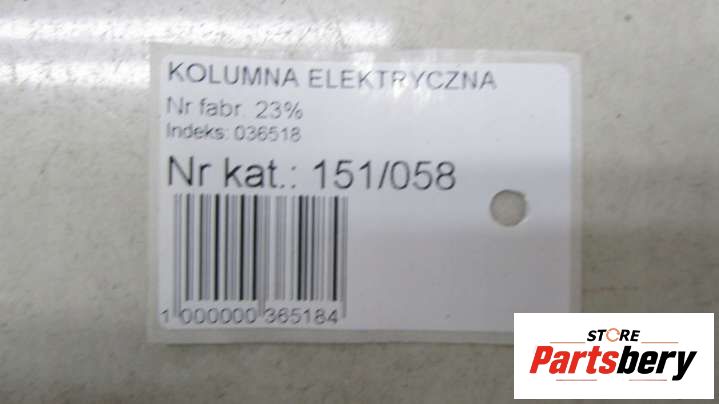 KOLUMNA ELEKTRYCZNA
Nr fabr. 23%
Indeks: 036518
Nr kat.: 151/058
1 000000 365184
STORE
Partsbery